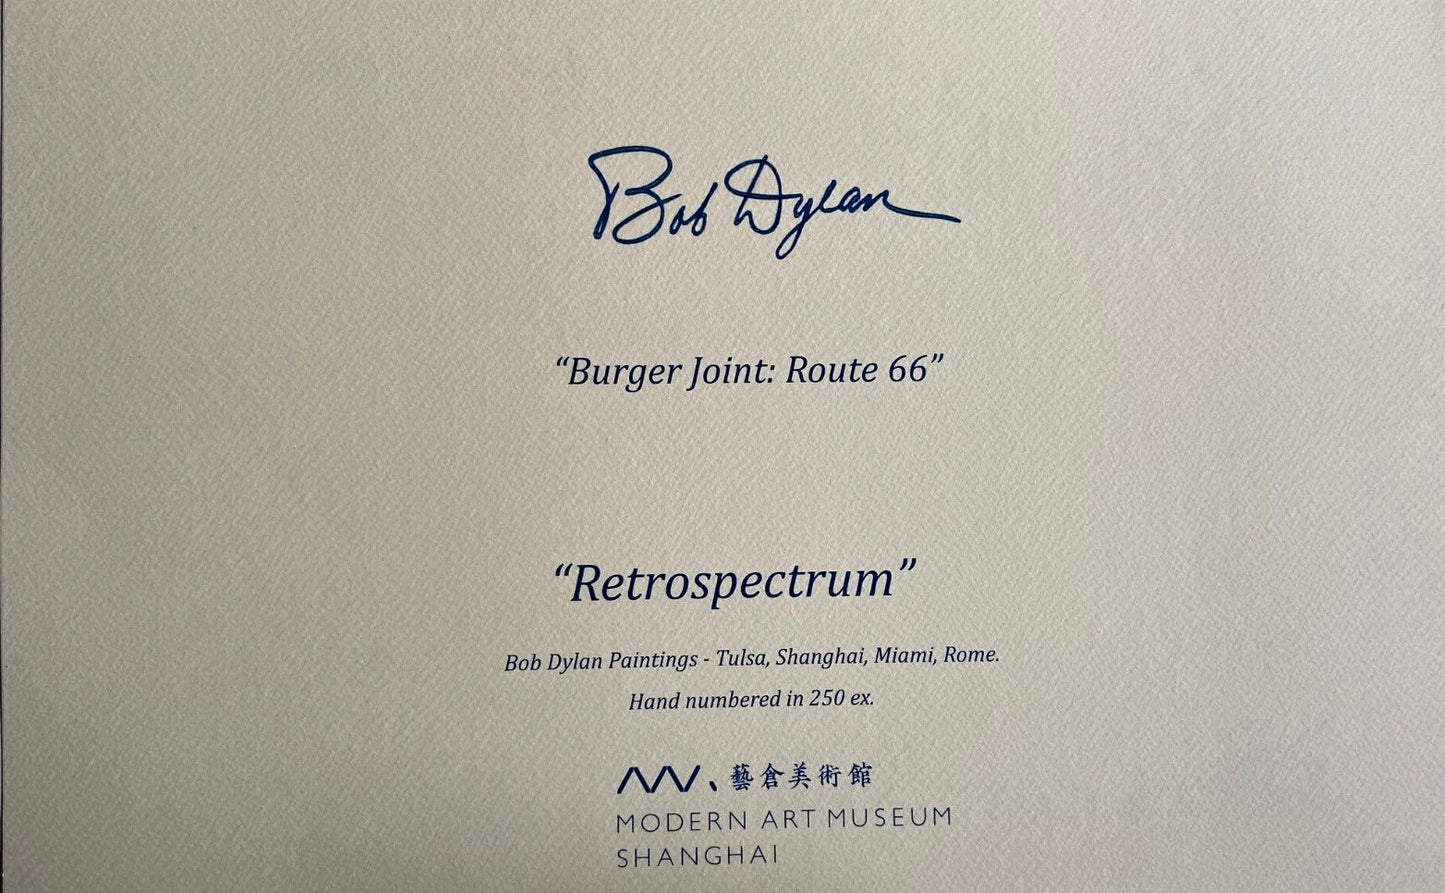 Bob Dylan
“Burger Joint: Route 66”
“Retrospectrum”
Bob Dylan Paintings - Tulsa, Shanghai, Miami, Rome.
Hand numbered in 250 ex.
藝倉美術館
MODERN ART MUSEUM
SHANGHAI